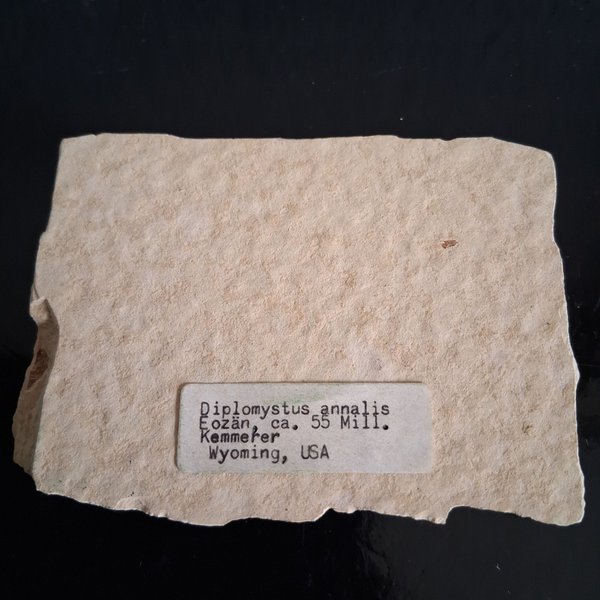 Diplomystus annalis
Eozän, ca. 55 Mill.
Kemmerer
Wyoming, USA